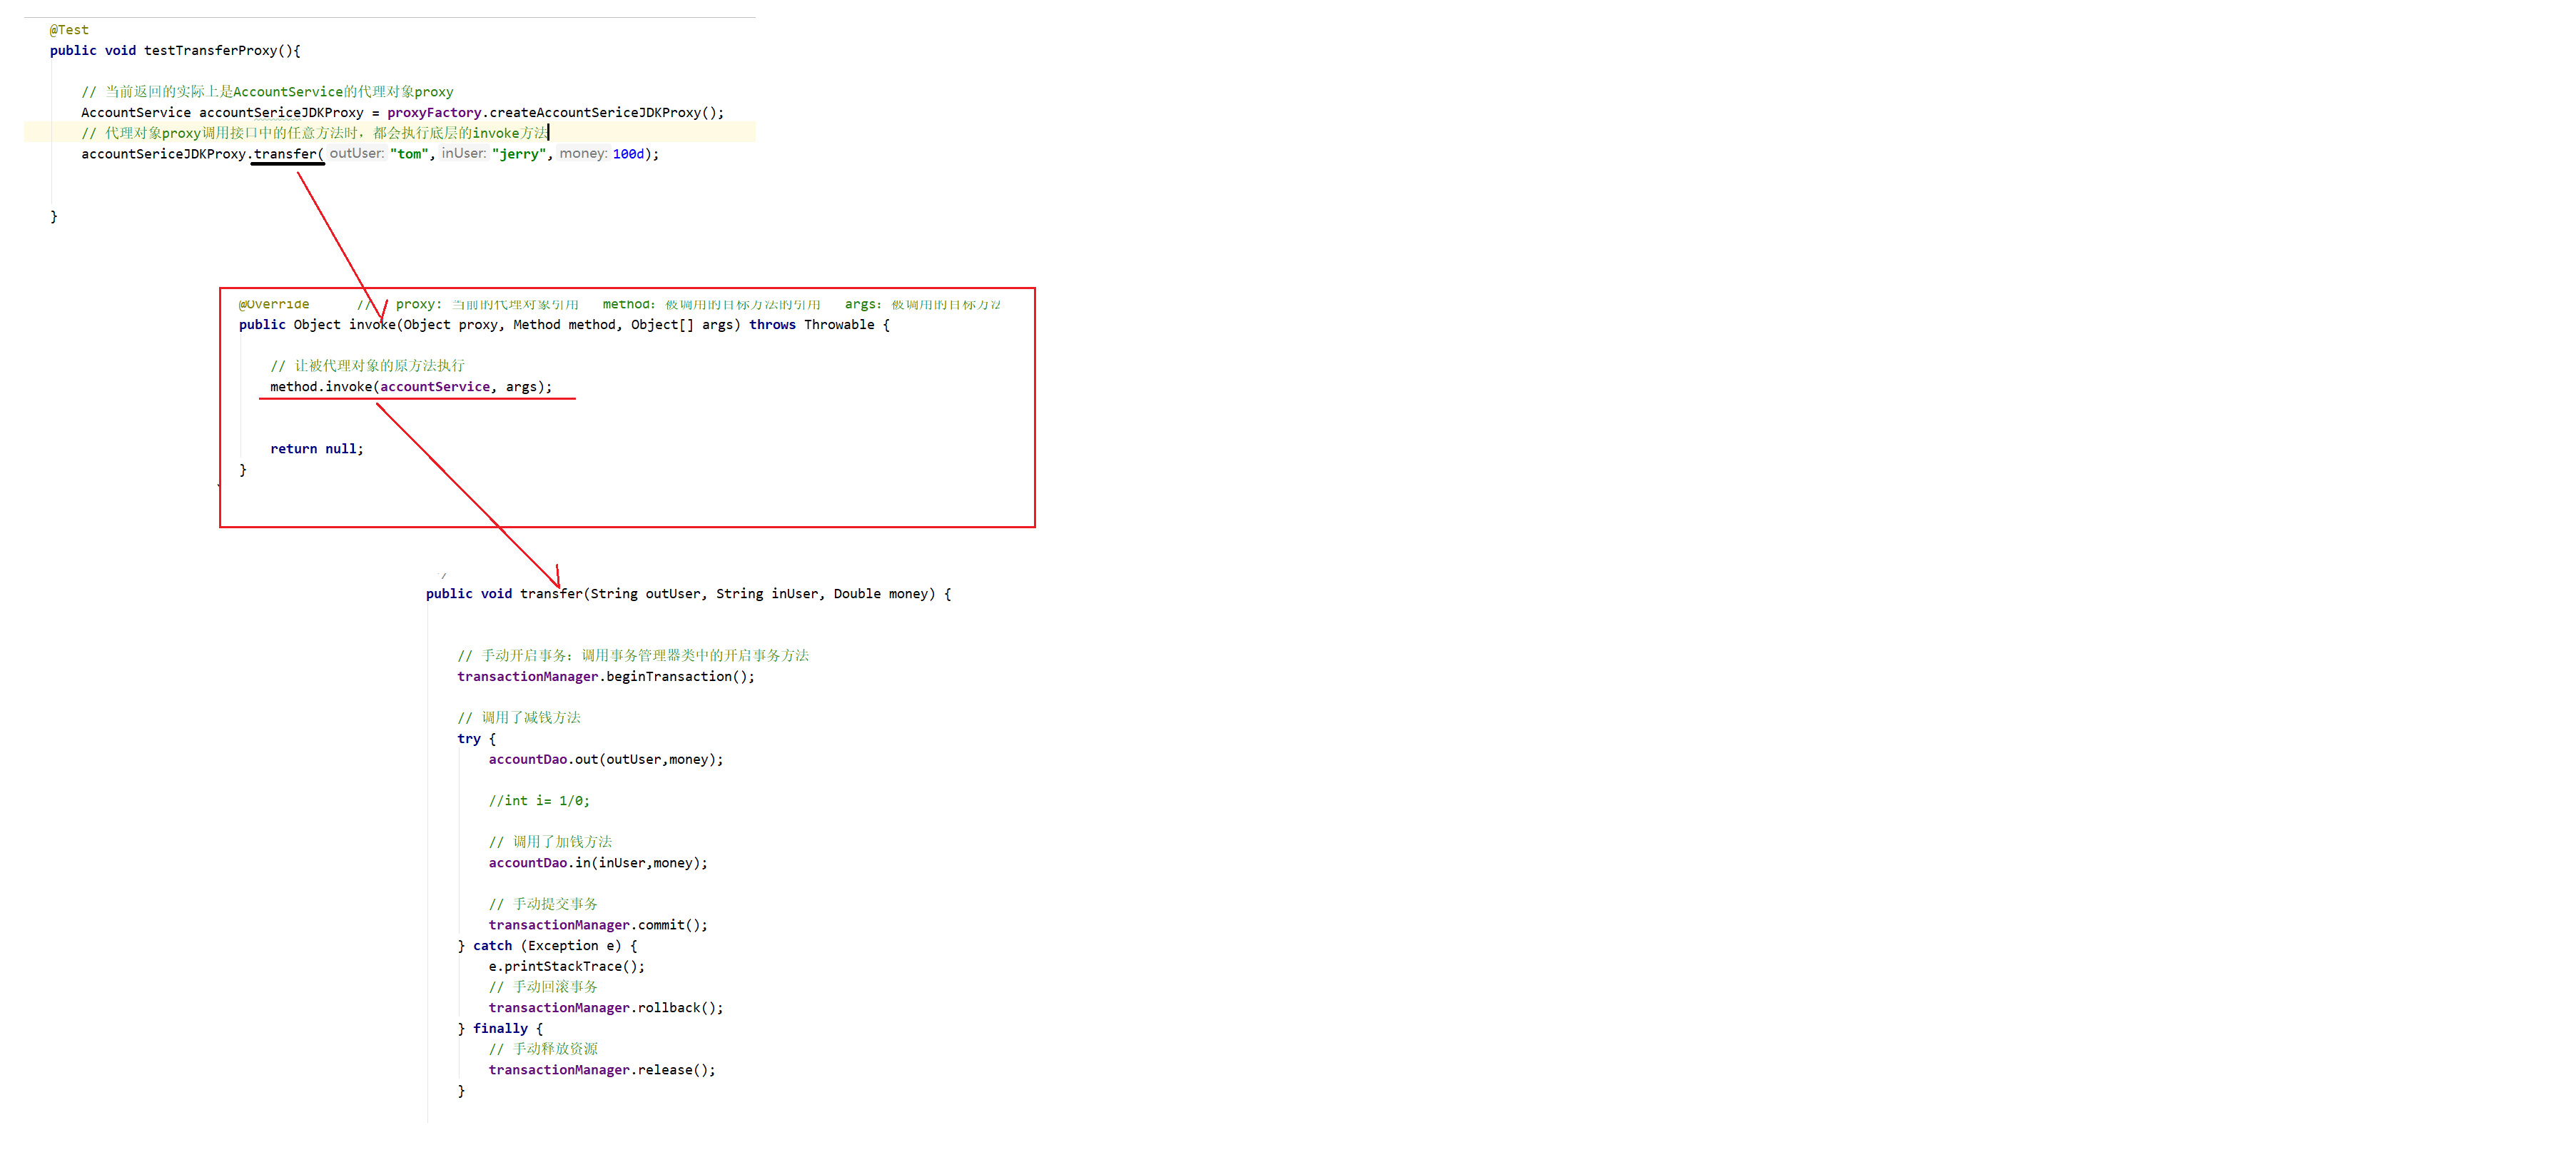 @Test
public void testTransferProxy(){
// 当前返回的实际上是AccountService的代理对象proxy
AccountService accountSericeJDKProxy = proxyFactory.createAccountSericeJDKProxy();
// 代理对象proxy调用接口中的任意方法时，都会执行底层的invoke方法
accountSericeJDKProxy.transfer( outUser: "tom", inUser: "jerry", money: 100d);
}
@Override // proxy: 当前的代理对象引用 method: 被调用的目标方法的引用 args: 被调用的目标方法
public Object invoke(Object proxy, Method method, Object[] args) throws Throwable {
// 让被代理对象的原方法执行
method.invoke(accountService, args);
return null;
}
public void transfer(String outUser, String inUser, Double money) {
// 手动开启事务：调用事务管理器类中的开启事务方法
transactionManager.beginTransaction();
// 调用了减钱方法
try {
accountDao.out(outUser,money);
//int i= 1/0;
// 调用了加钱方法
accountDao.in(inUser,money);
// 手动提交事务
transactionManager.commit();
} catch (Exception e) {
e.printStackTrace();
// 手动回滚事务
transactionManager.rollback();
} finally {
// 手动释放资源
transactionManager.release();
}